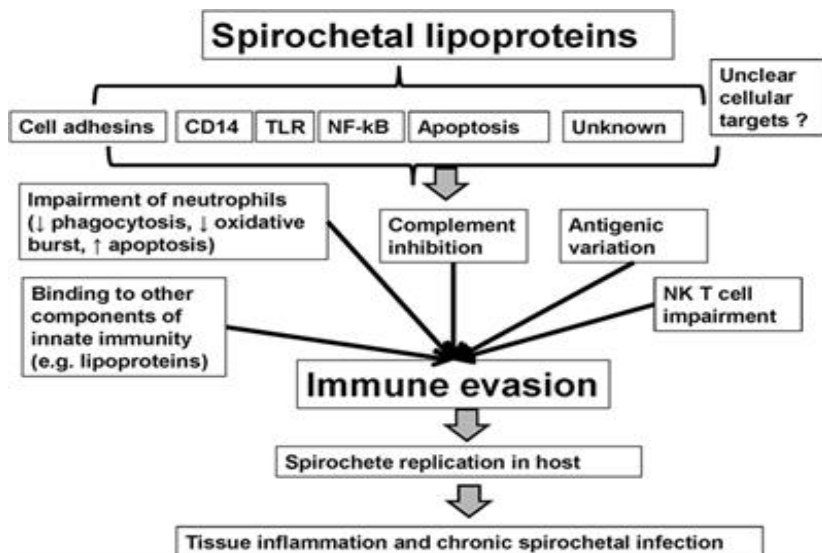 Spirochetal lipoproteins
Unclear
cellular
targets ?
Cell adhesins
CD14
TLR
NF-kB
Apoptosis
Unknown
Impairment of neutrophils
(↓ phagocytosis, ↓ oxidative
burst, ↑ apoptosis)
Complement
inhibition
Antigenic
variation
Binding to other
components of
innate immunity
(e.g. lipoproteins)
NK T cell
impairment
Immune evasion
Spirochete replication in host
Tissue inflammation and chronic spirochetal infection